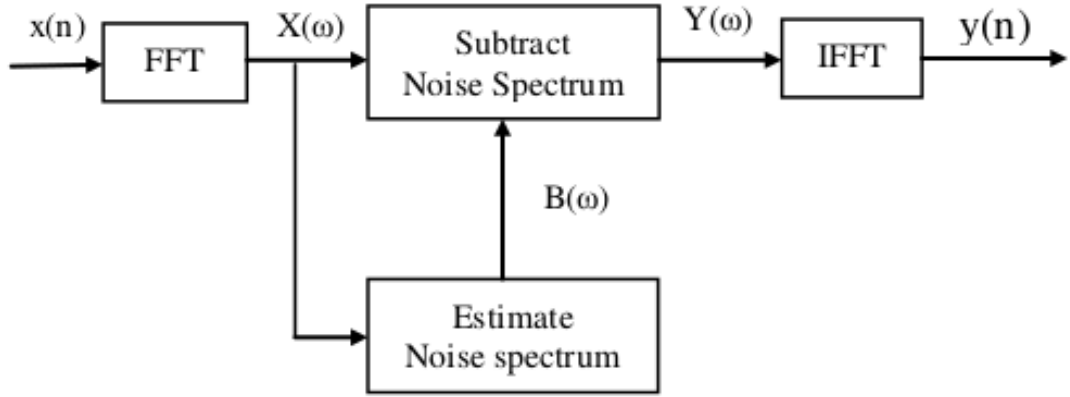 x(n)
FFT
X(ω)
Subtract
Noise Spectrum
Y(ω)
IFFT
y(n)
B(ω)
Estimate
Noise spectrum